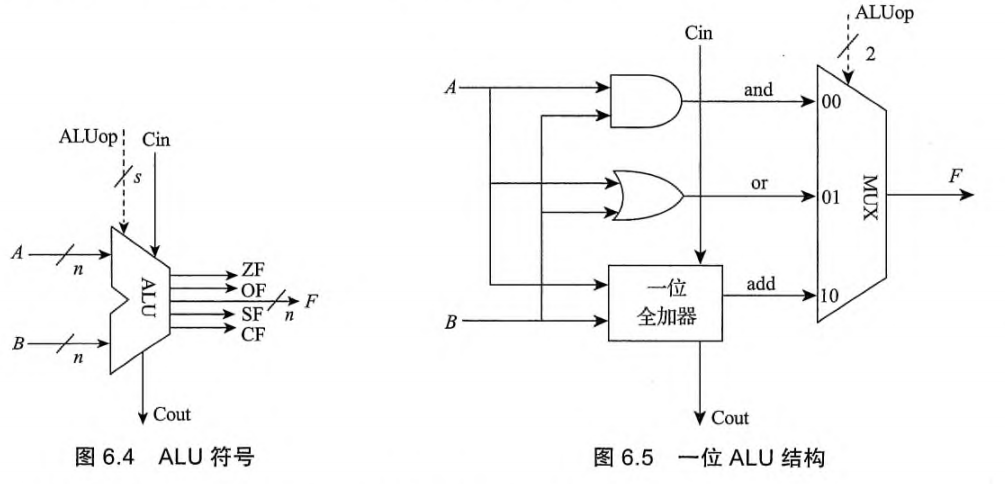 ALUop
Cin
s
A
n
B
n
ALU
ZF
OF
F
n
SF
CF
Cout
图 6.4 ALU 符号
ALUop
2
Cin
A
B
and
00
or
01
MUX
F
一位
全加器
add
10
Cout
图 6.5 一位 ALU 结构